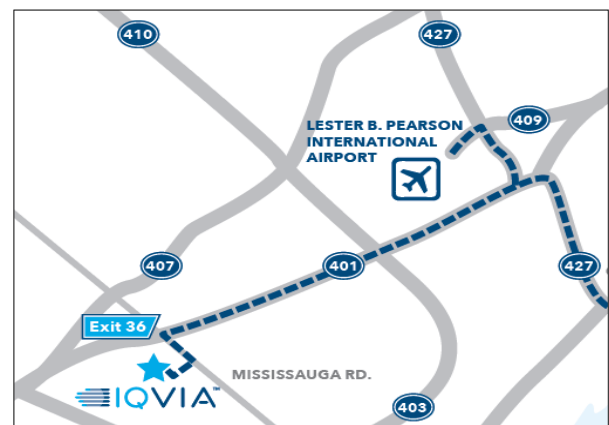 410
427
409
LESTER B. PEARSON
INTERNATIONAL
AIRPORT
407
401
427
Exit 36
MISSISSAUGA RD.
IQVIA™
403